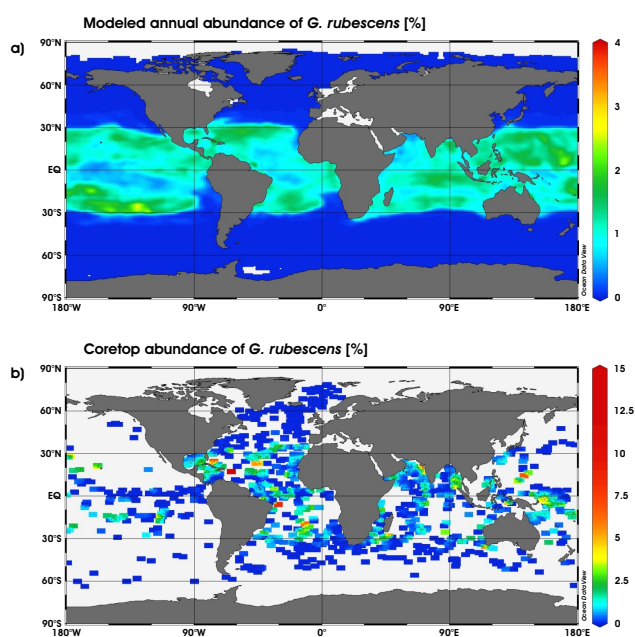 Modeled annual abundance of G. rubescens [%]
a)
90°N
60°N
30°N
EQ
30°S
60°S
90°S
180°W 90°W 0° 90°E 180°E
4
3
2
1
0
Ocean Data View
Coretop abundance of G. rubescens [%]
b)
90°N
60°N
30°N
EQ
30°S
60°S
90°S
180°W 90°W 0° 90°E 180°E
15
12.5
10
7.5
5
2.5
0
Ocean Data View